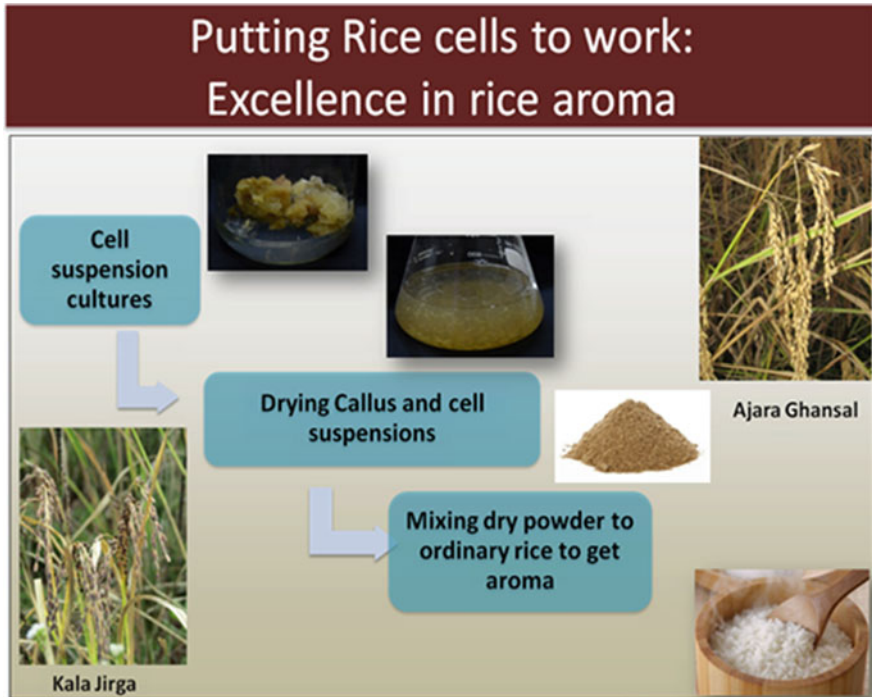 Putting Rice cells to work:
Excellence in rice aroma
Cell
suspension
cultures
Drying Callus and cell
suspensions
Ajara Ghansal
Mixing dry powder to
ordinary rice to get
aroma
Kala Jirga